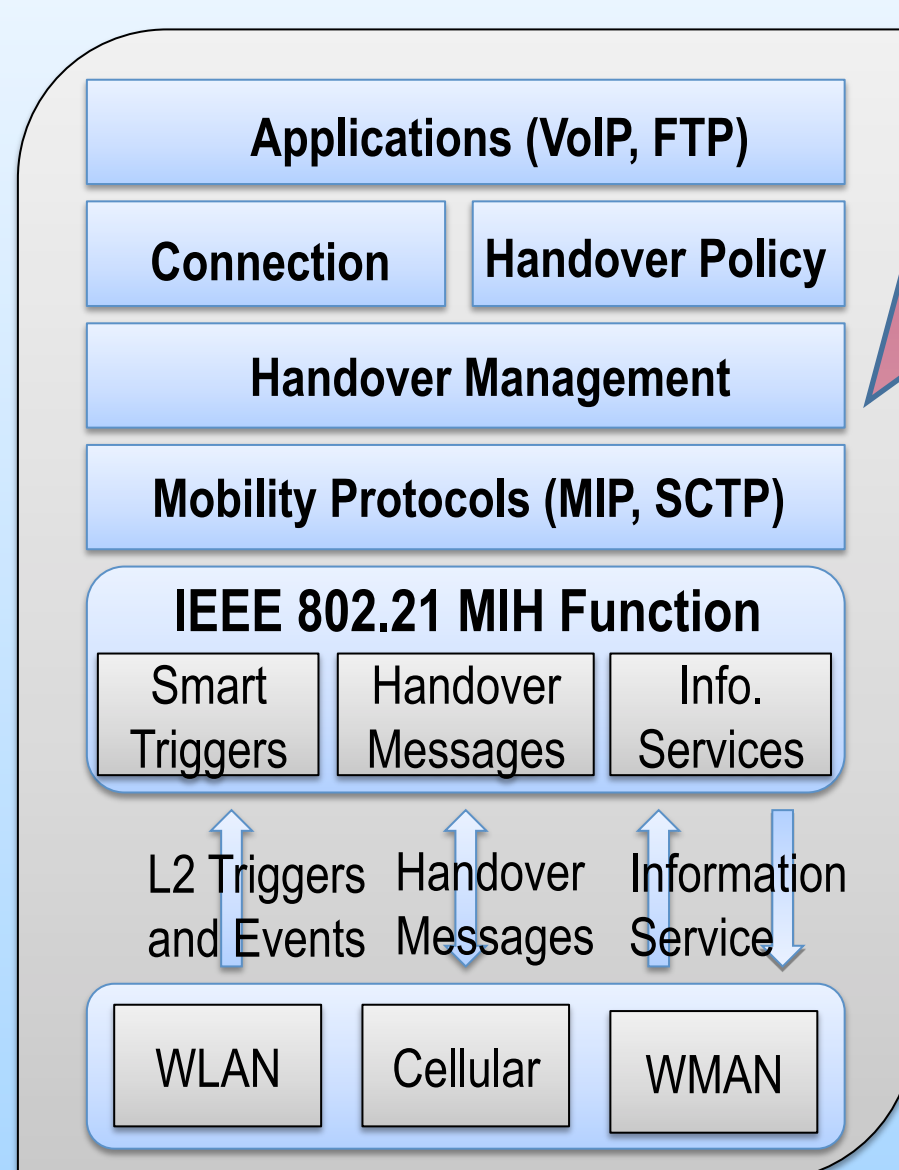 Applications (VoIP, FTP)
Connection
Handover Policy
Handover Management
Mobility Protocols (MIP, SCTP)
IEEE 802.21 MIH Function
Smart
Triggers
Handover
Messages
Info.
Services
L2 Triggers
and Events
Handover
Messages
Information
Service
WLAN
Cellular
WMAN